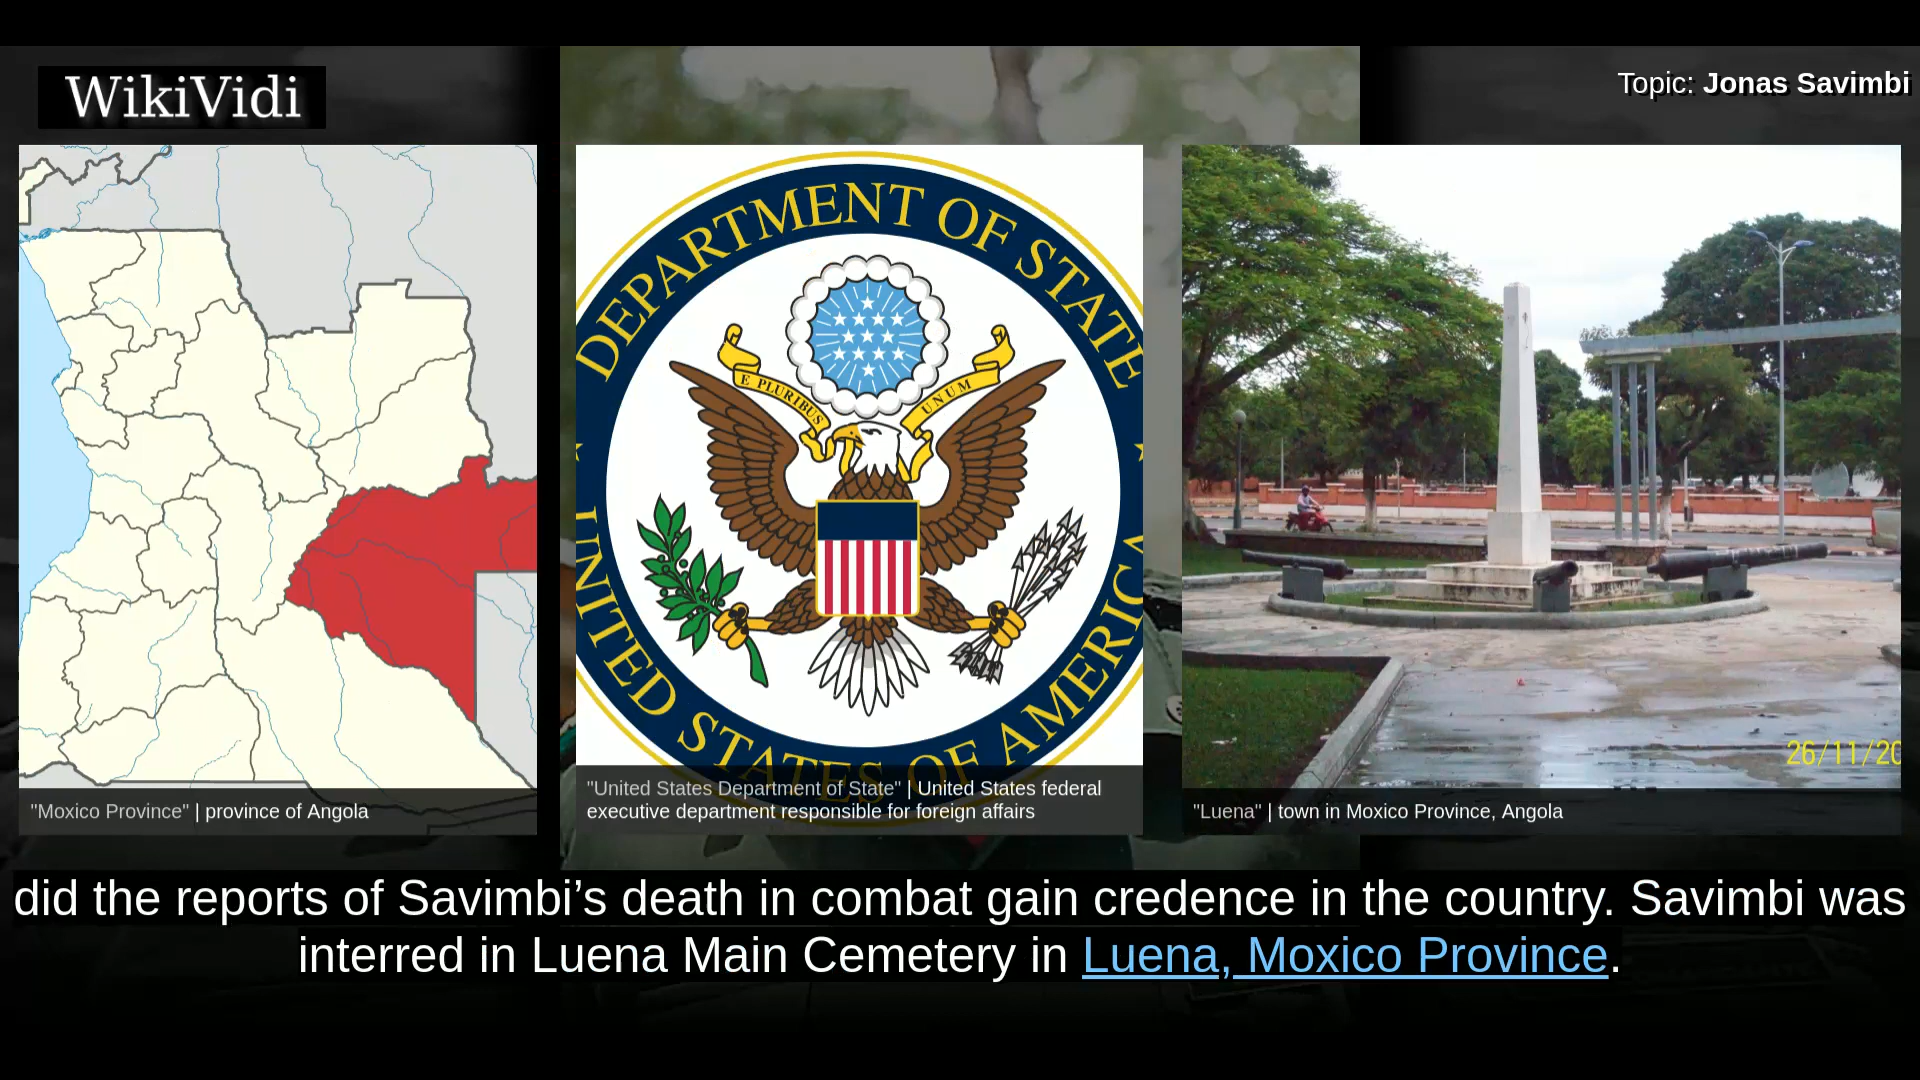 WikiVidi
Topic: Jonas Savimbi
DEPARTMENT OF STATE
E PLURIBUS UNUM
UNITED STATES OF AMERICA
26/11/20
"Moxico Province" | province of Angola
"United States Department of State" | United States federal
executive department responsible for foreign affairs
"Luena" | town in Moxico Province, Angola
did the reports of Savimbi’s death in combat gain credence in the country. Savimbi was
interred in Luena Main Cemetery in Luena, Moxico Province.